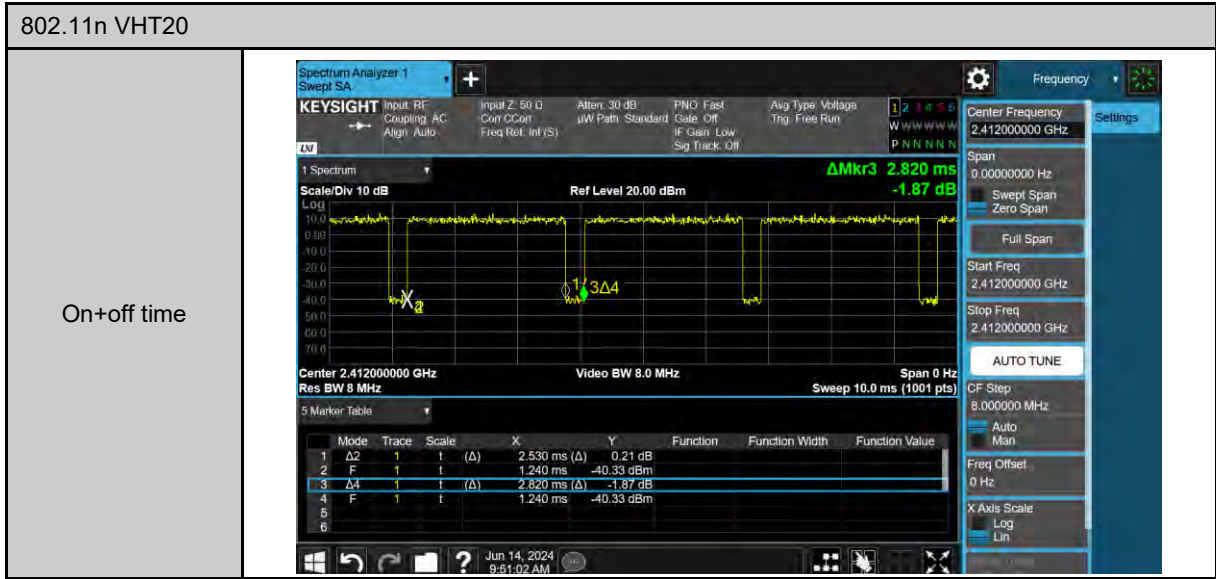 802.11n VHT20
On+off time
Spectrum Analyzer 1
Swept SA
Frequency
KEYSIGHT
Input: RF
Coupling: AC
Align: Auto
Input Z: 50 Ω
Corr CCorr
Freq Ref: Int (S)
Atten: 30 dB
µW Path: Standard
PNO: Fast
Gate: Off
IF Gain: Low
Sig Track: Off
Avg Type: Voltage
Trig: Free Run
1 2 3 4 5 6
W W W W W W
P N N N N N
LXI
Settings
Center Frequency
2.412000000 GHz
Span
0.00000000 Hz
Swept Span
Zero Span
Full Span
Start Freq
2.412000000 GHz
Stop Freq
2.412000000 GHz
AUTO TUNE
CF Step
8.000000 MHz
Auto
Man
Freq Offset
0 Hz
X Axis Scale
Log
Lin
1 Spectrum
ΔMkr3 2.820 ms
-1.87 dB
Scale/Div 10 dB
Ref Level 20.00 dBm
Log
10.0
0.00
-10.0
-20.0
-30.0
-40.0
-50.0
-60.0
-70.0
3Δ4
Center 2.412000000 GHz
Video BW 8.0 MHz
Span 0 Hz
Res BW 8 MHz
Sweep 10.0 ms (1001 pts)
5 Marker Table
Mode Trace Scale X Y Function Function Width Function Value
1 Δ2 1 t (Δ) 2.530 ms (Δ) 0.21 dB
2 F 1 t 1.240 ms -40.33 dBm
3 Δ4 1 t (Δ) 2.820 ms (Δ) -1.87 dB
4 F 1 t 1.240 ms -40.33 dBm
5
6
?
Jun 14, 2024
9:51:02 AM